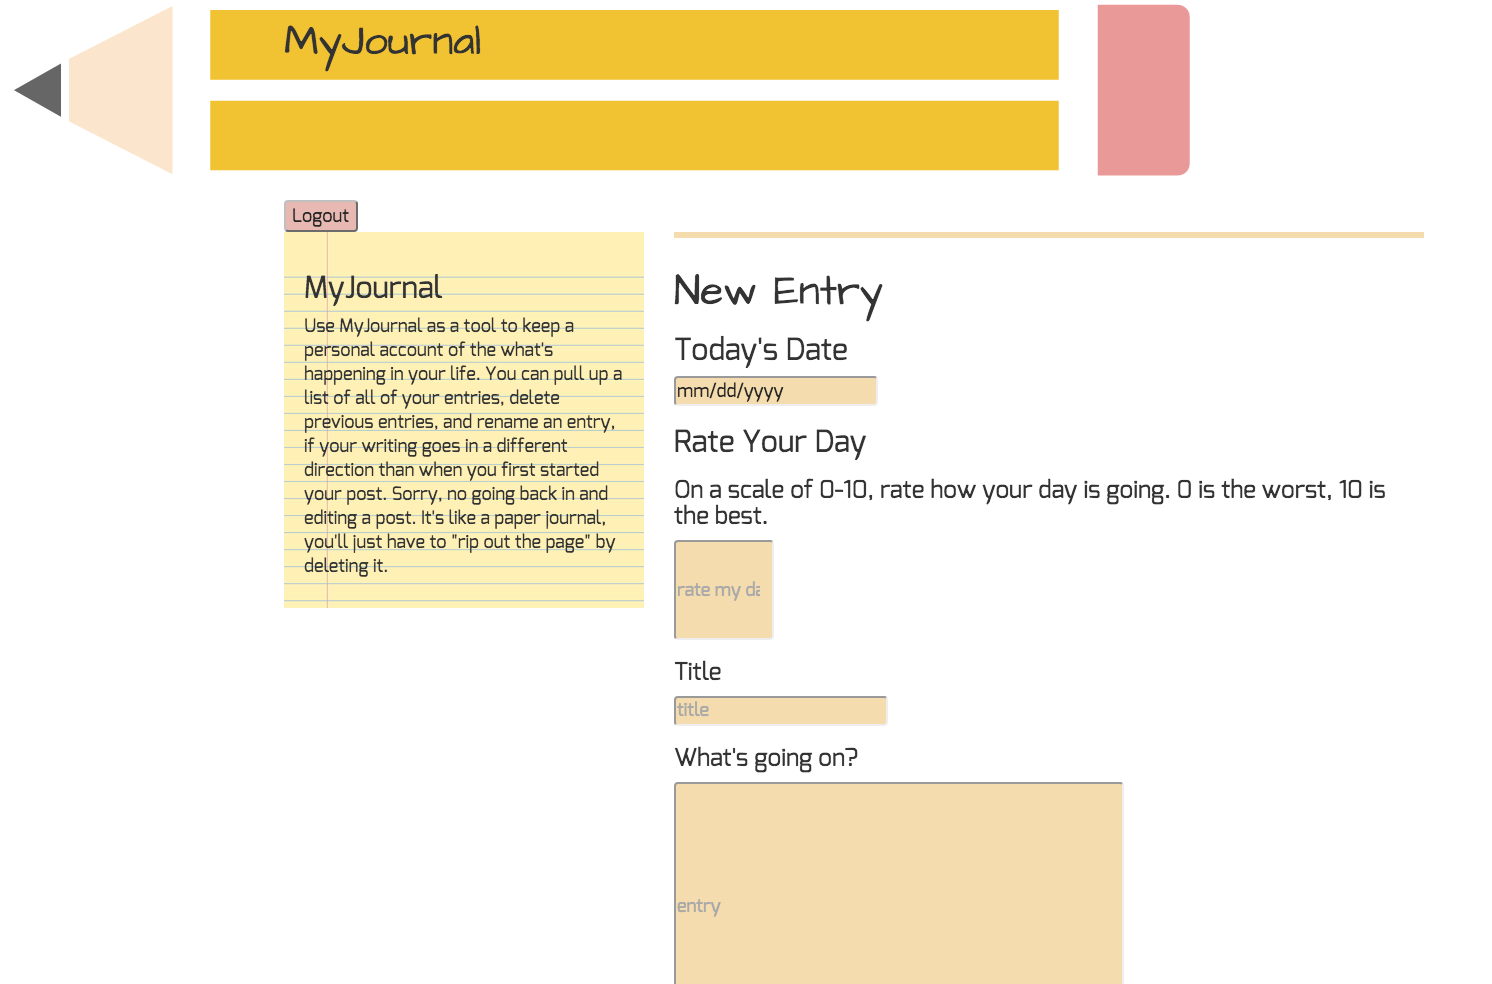 MyJournal
Logout
MyJournal
Use MyJournal as a tool to keep a
personal account of the what's
happening in your life. You can pull up a
list of all of your entries, delete
previous entries, and rename an entry,
if your writing goes in a different
direction than when you first started
your post. Sorry, no going back in and
editing a post. It's like a paper journal,
you'll just have to "rip out the page" by
deleting it.
New Entry
Today's Date
mm/dd/yyyy
Rate Your Day
On a scale of 0-10, rate how your day is going. 0 is the worst, 10 is
the best.
rate my da
Title
title
What's going on?
entry